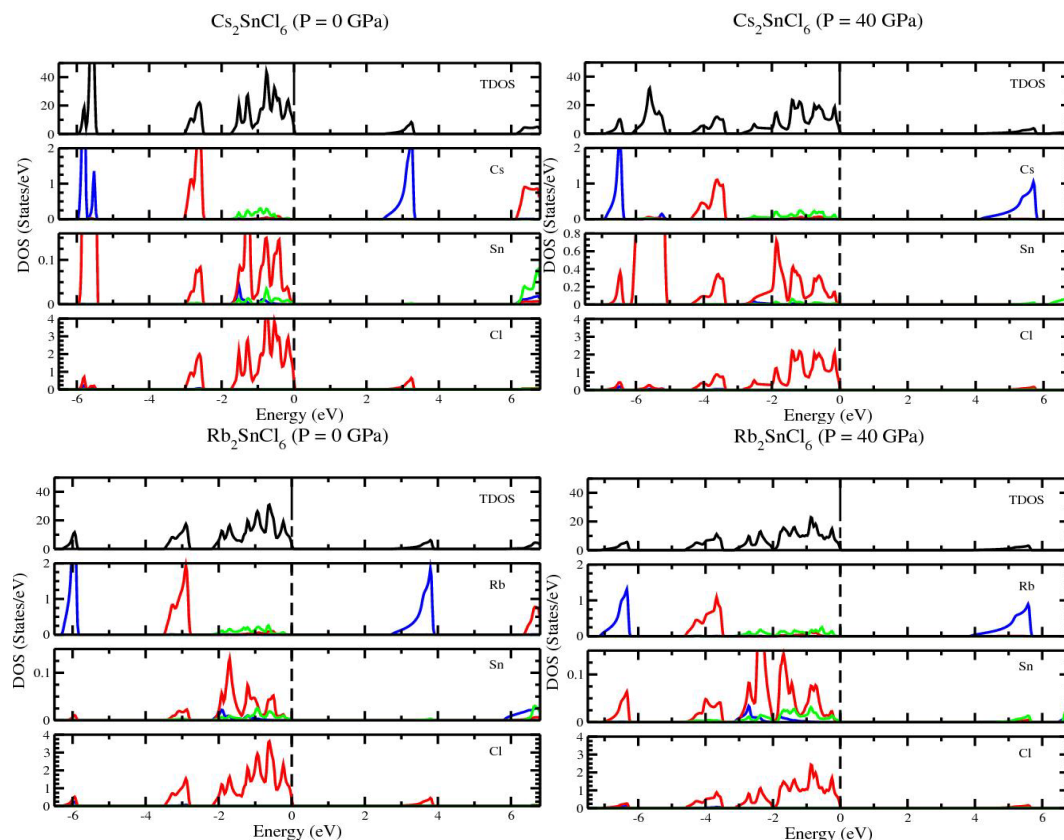 Cs2SnCl6 (P = 0 GPa)
Cs2SnCl6 (P = 40 GPa)
40
20
0
TDOS
2
1
0
Cs
0.1
0
Sn
4
3
2
1
0
Cl
-6 -4 -2 0 2 4 6
Energy (eV)
DOS (States/eV)
40
20
0
TDOS
2
1
0
Cs
0.8
0.6
0.4
0.2
0
Sn
4
3
2
1
0
Cl
-6 -4 -2 0 2 4 6
Energy (eV)
DOS (States/eV)
Rb2SnCl6 (P = 0 GPa)
Rb2SnCl6 (P = 40 GPa)
40
20
0
TDOS
2
1
0
Rb
0.1
0
Sn
4
3
2
1
0
Cl
-6 -4 -2 0 2 4 6
Energy (eV)
DOS (States/eV)
40
20
0
TDOS
2
1
0
Rb
0.1
0
Sn
4
3
2
1
0
Cl
-6 -4 -2 0 2 4 6
Energy (eV)
DOS (States/eV)